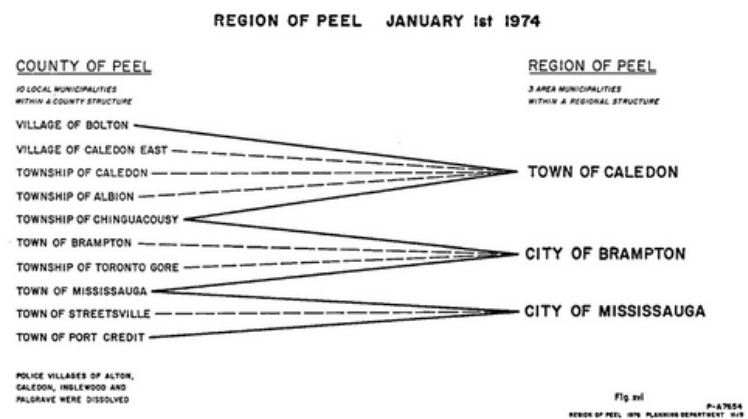 REGION OF PEEL JANUARY 1st 1974
COUNTY OF PEEL
10 LOCAL MUNICIPALITIES
WITHIN A COUNTY STRUCTURE
VILLAGE OF BOLTON
VILLAGE OF CALEDON EAST
TOWNSHIP OF CALEDON
TOWNSHIP OF ALBION
TOWNSHIP OF CHINGUACOUSY
TOWN OF BRAMPTON
TOWNSHIP OF TORONTO GORE
TOWN OF MISSISSAUGA
TOWN OF STREETSVILLE
TOWN OF PORT CREDIT
POLICE VILLAGES OF ALTON,
CALEDON, INGLEWOOD AND
PALGRAVE WERE DISSOLVED
REGION OF PEEL
3 AREA MUNICIPALITIES
WITHIN A REGIONAL STRUCTURE
TOWN OF CALEDON
CITY OF BRAMPTON
CITY OF MISSISSAUGA
Fig. xvi
P-A7654
REGION OF PEEL 1976 PLANNING DEPARTMENT